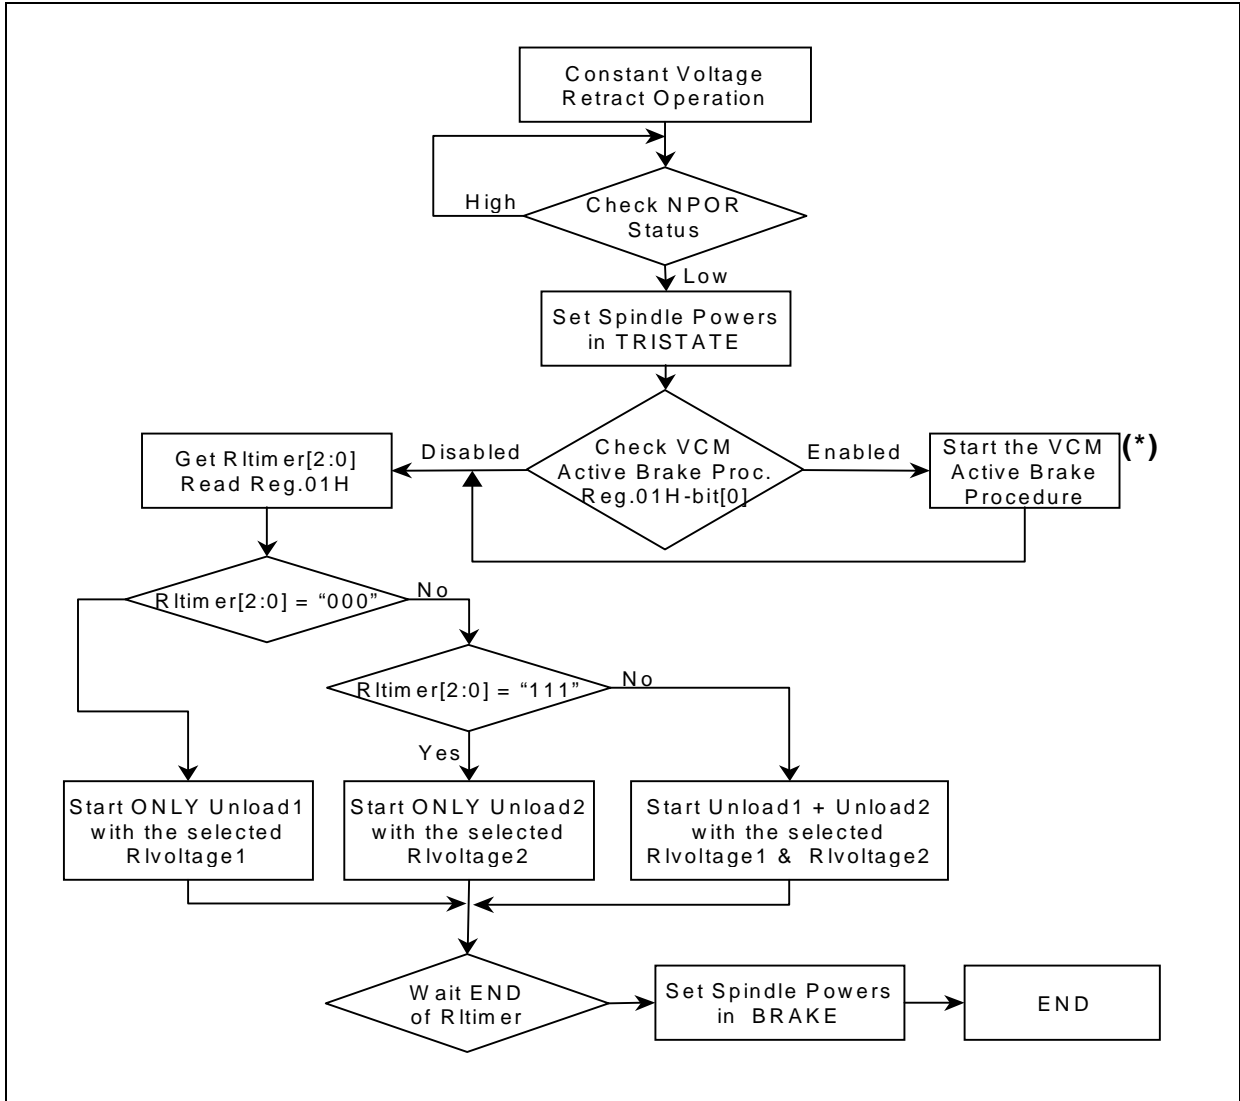 Constant Voltage
Retract Operation
High
Check NPOR
Status
Low
Set Spindle Powers
in TRISTATE
Get Rltimer[2:0]
Read Reg.01H
Disabled
Check VCM
Active Brake Proc.
Reg.01H-bit[0]
Enabled
Start the VCM
Active Brake
Procedure
(*)
Rltimer[2:0] = “000”
No
Rltimer[2:0] = “111”
No
Yes
Start ONLY Unload1
with the selected
Rlvoltage1
Start ONLY Unload2
with the selected
Rlvoltage2
Start Unload1 + Unload2
with the selected
Rlvoltage1 & Rlvoltage2
Wait END
of Rltimer
Set Spindle Powers
in BRAKE
END